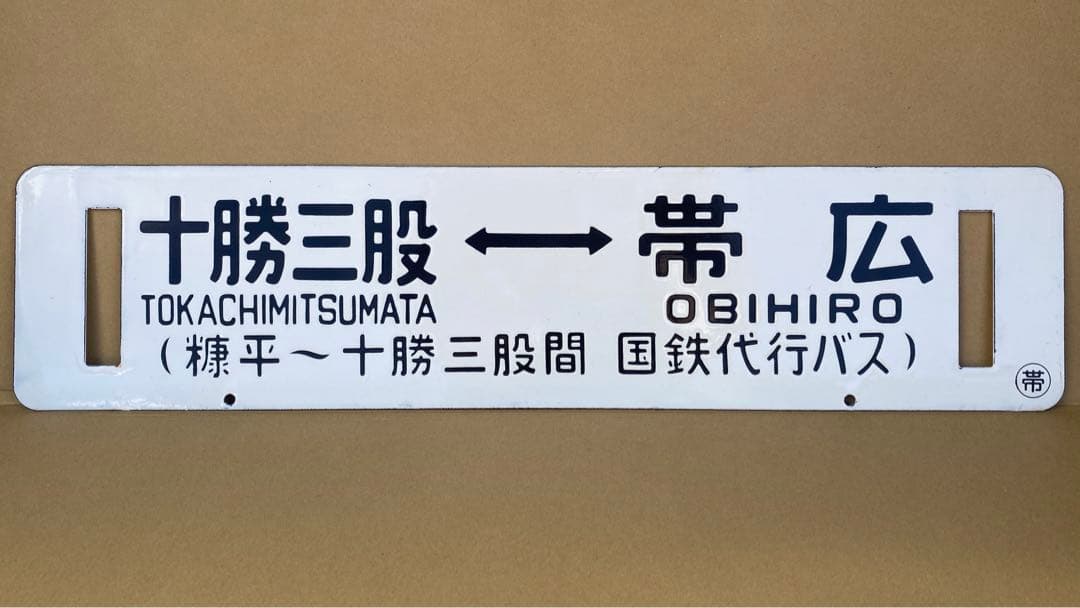 十勝三股 ↔ 帯広
TOKACHIMITSUMATA OBIHIRO
(糠平~十勝三股間 国鉄代行バス)
帯